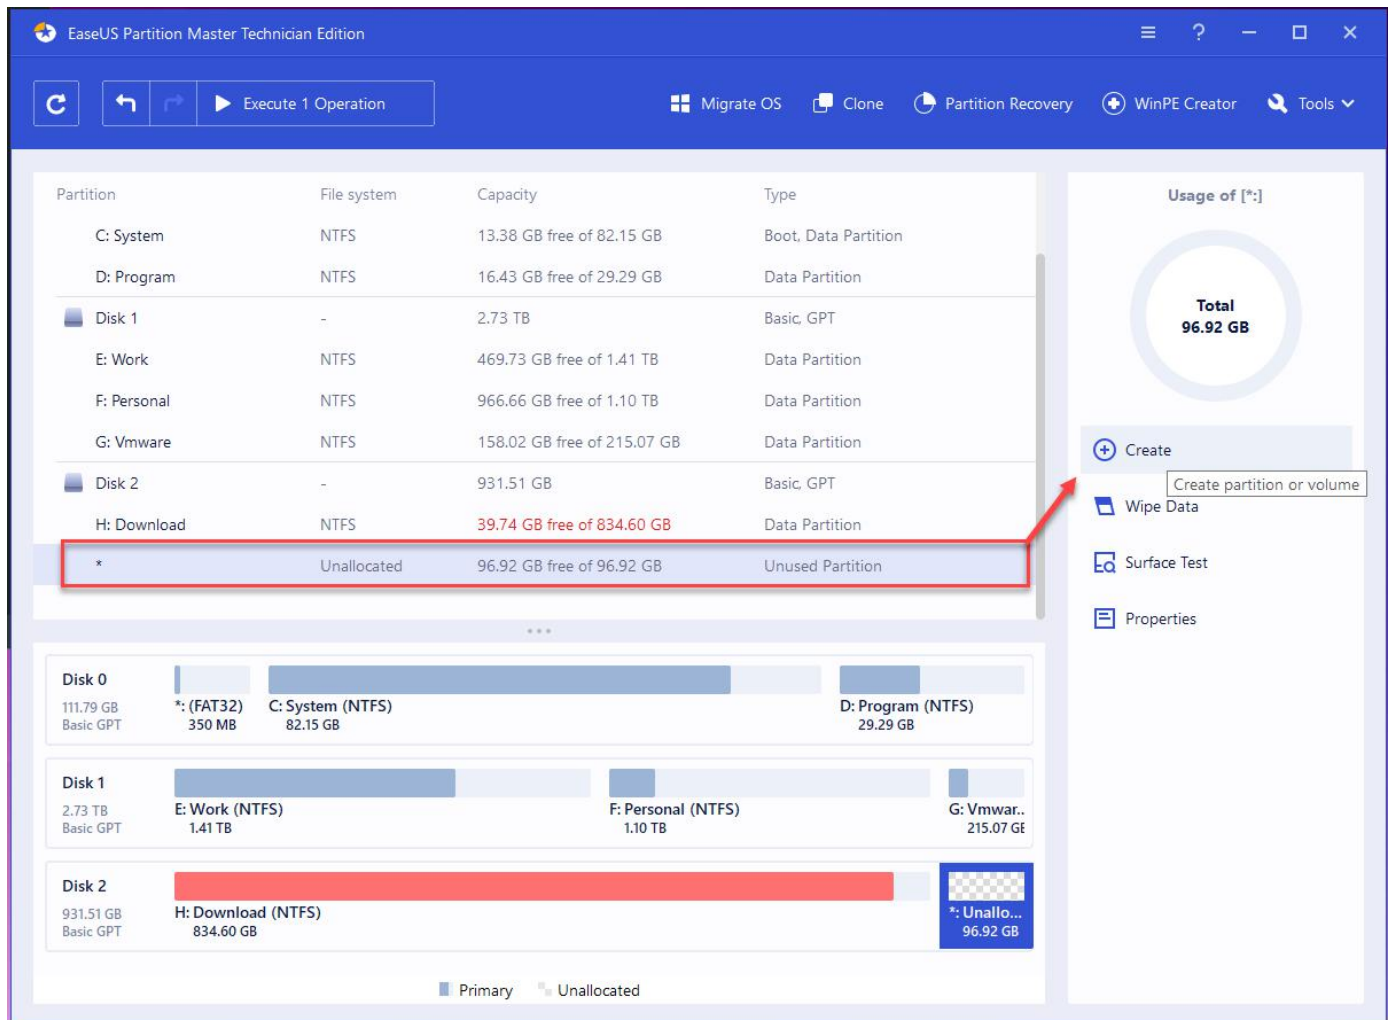 EaseUS Partition Master Technician Edition
Execute 1 Operation
Migrate OS
Clone
Partition Recovery
WinPE Creator
Tools
Partition File system Capacity Type
C: System NTFS 13.38 GB free of 82.15 GB Boot, Data Partition
D: Program NTFS 16.43 GB free of 29.29 GB Data Partition
Disk 1 - 2.73 TB Basic, GPT
E: Work NTFS 469.73 GB free of 1.41 TB Data Partition
F: Personal NTFS 966.66 GB free of 1.10 TB Data Partition
G: Vmware NTFS 158.02 GB free of 215.07 GB Data Partition
Disk 2 - 931.51 GB Basic, GPT
H: Download NTFS 39.74 GB free of 834.60 GB Data Partition
* Unallocated 96.92 GB free of 96.92 GB Unused Partition
Usage of [*:]
Total
96.92 GB
Create
Create partition or volume
Wipe Data
Surface Test
Properties
Disk 0
111.79 GB
Basic GPT
*: (FAT32)
350 MB
C: System (NTFS)
82.15 GB
D: Program (NTFS)
29.29 GB
Disk 1
2.73 TB
Basic GPT
E: Work (NTFS)
1.41 TB
F: Personal (NTFS)
1.10 TB
G: Vmwar..
215.07 GB
Disk 2
931.51 GB
Basic GPT
H: Download (NTFS)
834.60 GB
*: Unallo...
96.92 GB
Primary
Unallocated